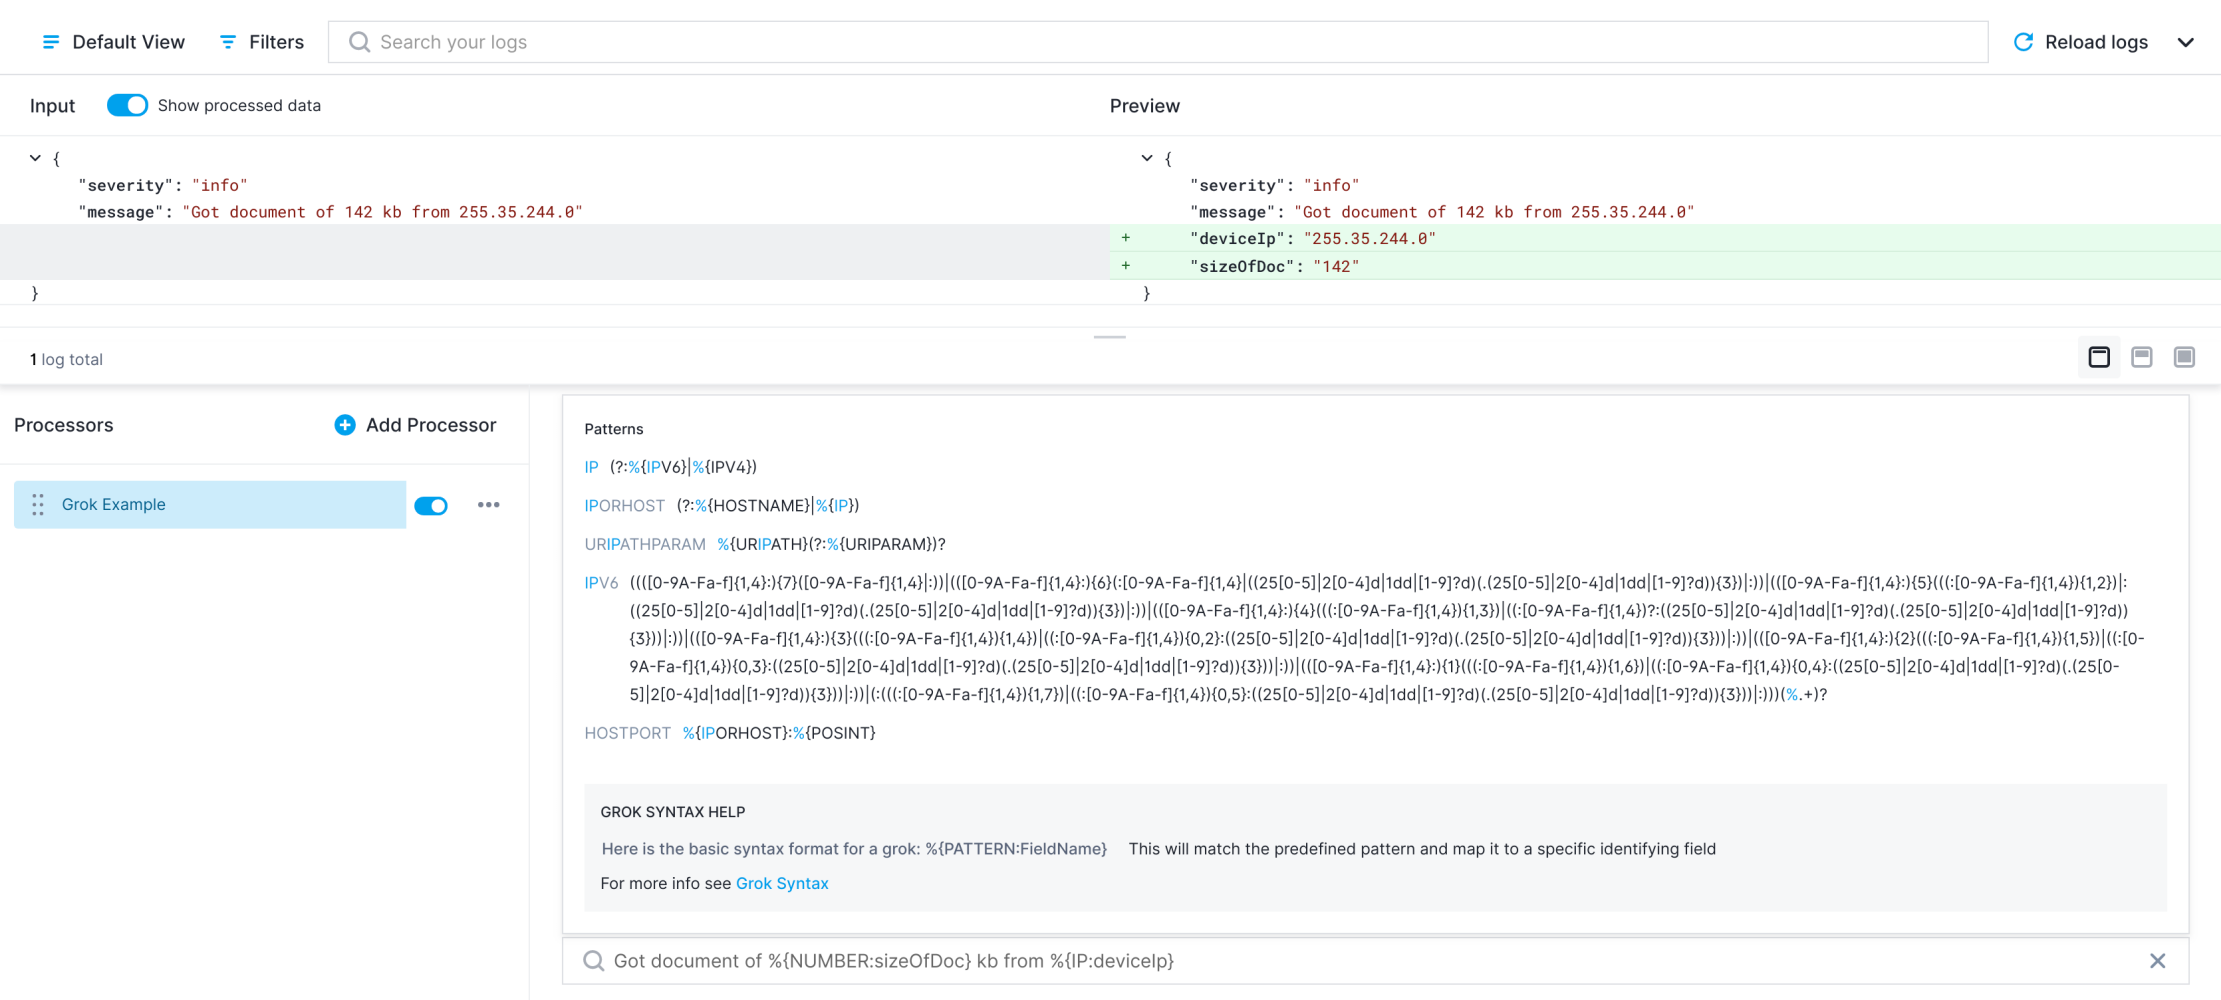 Default View
Filters
Search your logs
Reload logs
Input
Show processed data
Preview
{
"severity": "info"
"message": "Got document of 142 kb from 255.35.244.0"
}
{
"severity": "info"
"message": "Got document of 142 kb from 255.35.244.0"
+ "deviceIp": "255.35.244.0"
+ "sizeOfDoc": "142"
}
1 log total
Processors
Add Processor
Grok Example
Patterns
IP (?:%{IPV6}|%{IPV4})
IPORHOST (?:%{HOSTNAME}|%{IP})
URIPATHPARAM %{URIPATH}(?:%{URIPARAM})?
IPV6 ((([0-9A-Fa-f]{1,4}:){7}([0-9A-Fa-f]{1,4}|:))|(([0-9A-Fa-f]{1,4}:){6}(:[0-9A-Fa-f]{1,4}|((25[0-5]|2[0-4]d|1dd|[1-9]?d)(.(25[0-5]|2[0-4]d|1dd|[1-9]?d)){3})|:))|(([0-9A-Fa-f]{1,4}:){5}(((:[0-9A-Fa-f]{1,4}){1,2})|:
((25[0-5]|2[0-4]d|1dd|[1-9]?d)(.(25[0-5]|2[0-4]d|1dd|[1-9]?d)){3})|:))|(([0-9A-Fa-f]{1,4}:){4}(((:[0-9A-Fa-f]{1,4}){1,3})|((:[0-9A-Fa-f]{1,4})?:((25[0-5]|2[0-4]d|1dd|[1-9]?d)(.(25[0-5]|2[0-4]d|1dd|[1-9]?d))
{3}))|:))|(([0-9A-Fa-f]{1,4}:){3}(((:[0-9A-Fa-f]{1,4}){1,4})|((:[0-9A-Fa-f]{1,4}){0,2}:((25[0-5]|2[0-4]d|1dd|[1-9]?d)(.(25[0-5]|2[0-4]d|1dd|[1-9]?d)){3}))|:))|(([0-9A-Fa-f]{1,4}:){2}(((:[0-9A-Fa-f]{1,4}){1,5})|((:[0-
9A-Fa-f]{1,4}){0,3}:((25[0-5]|2[0-4]d|1dd|[1-9]?d)(.(25[0-5]|2[0-4]d|1dd|[1-9]?d)){3}))|:))|(([0-9A-Fa-f]{1,4}:){1}(((:[0-9A-Fa-f]{1,4}){1,6})|((:[0-9A-Fa-f]{1,4}){0,4}:((25[0-5]|2[0-4]d|1dd|[1-9]?d)(.(25[0-
5]|2[0-4]d|1dd|[1-9]?d)){3}))|:))|(:(((:[0-9A-Fa-f]{1,4}){1,7})|((:[0-9A-Fa-f]{1,4}){0,5}:((25[0-5]|2[0-4]d|1dd|[1-9]?d)(.(25[0-5]|2[0-4]d|1dd|[1-9]?d)){3}))|:)))(%.+)?
HOSTPORT %{IPORHOST}:%{POSINT}
GROK SYNTAX HELP
Here is the basic syntax format for a grok: %{PATTERN:FieldName} This will match the predefined pattern and map it to a specific identifying field
For more info see Grok Syntax
Got document of %{NUMBER:sizeOfDoc} kb from %{IP:deviceIp}